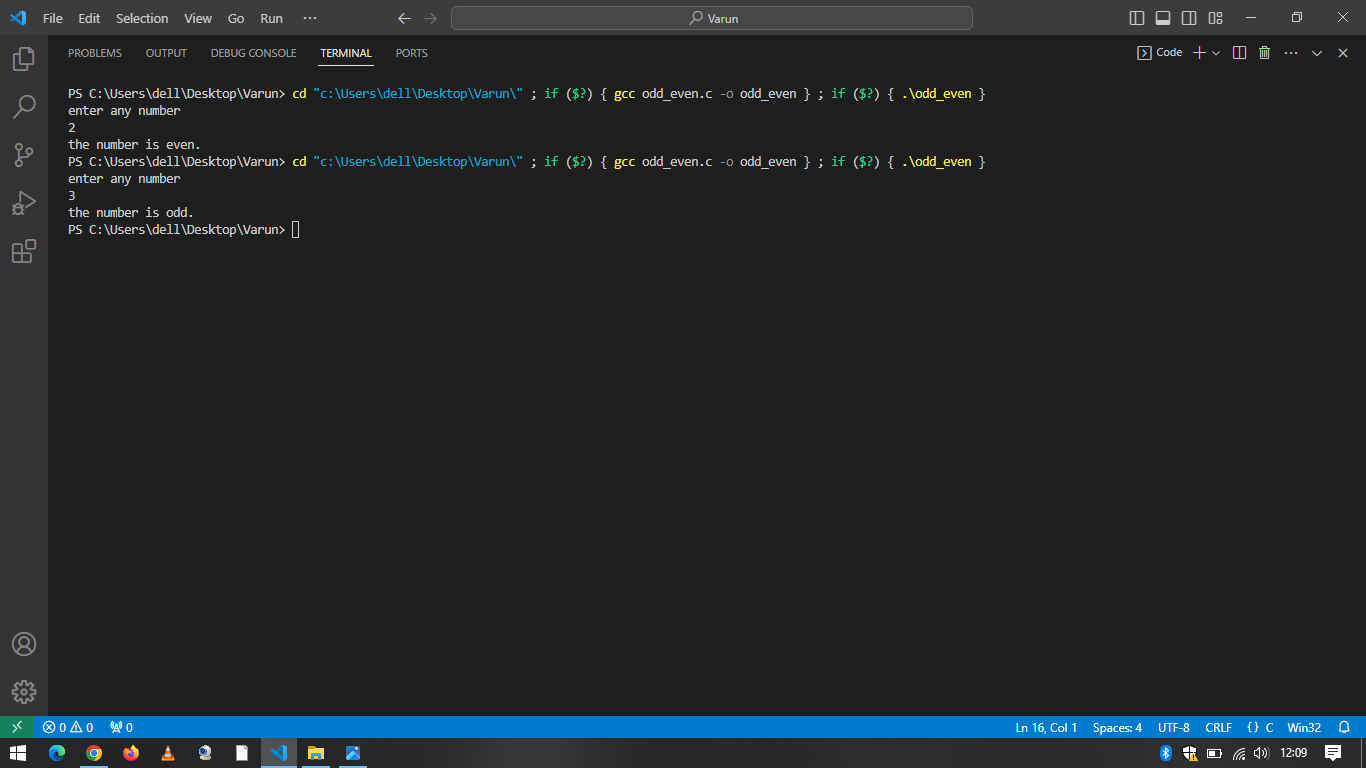 File Edit Selection View Go Run ··· Varun
PROBLEMS OUTPUT DEBUG CONSOLE TERMINAL PORTS Code
PS C:\Users\dell\Desktop\Varun> cd "c:\Users\dell\Desktop\Varun\" ; if ($?) { gcc odd_even.c -o odd_even } ; if ($?) { .\odd_even }
enter any number
2
the number is even.
PS C:\Users\dell\Desktop\Varun> cd "c:\Users\dell\Desktop\Varun\" ; if ($?) { gcc odd_even.c -o odd_even } ; if ($?) { .\odd_even }
enter any number
3
the number is odd.
PS C:\Users\dell\Desktop\Varun>
0 0 0 Ln 16, Col 1 Spaces: 4 UTF-8 CRLF {} C Win32
12:09